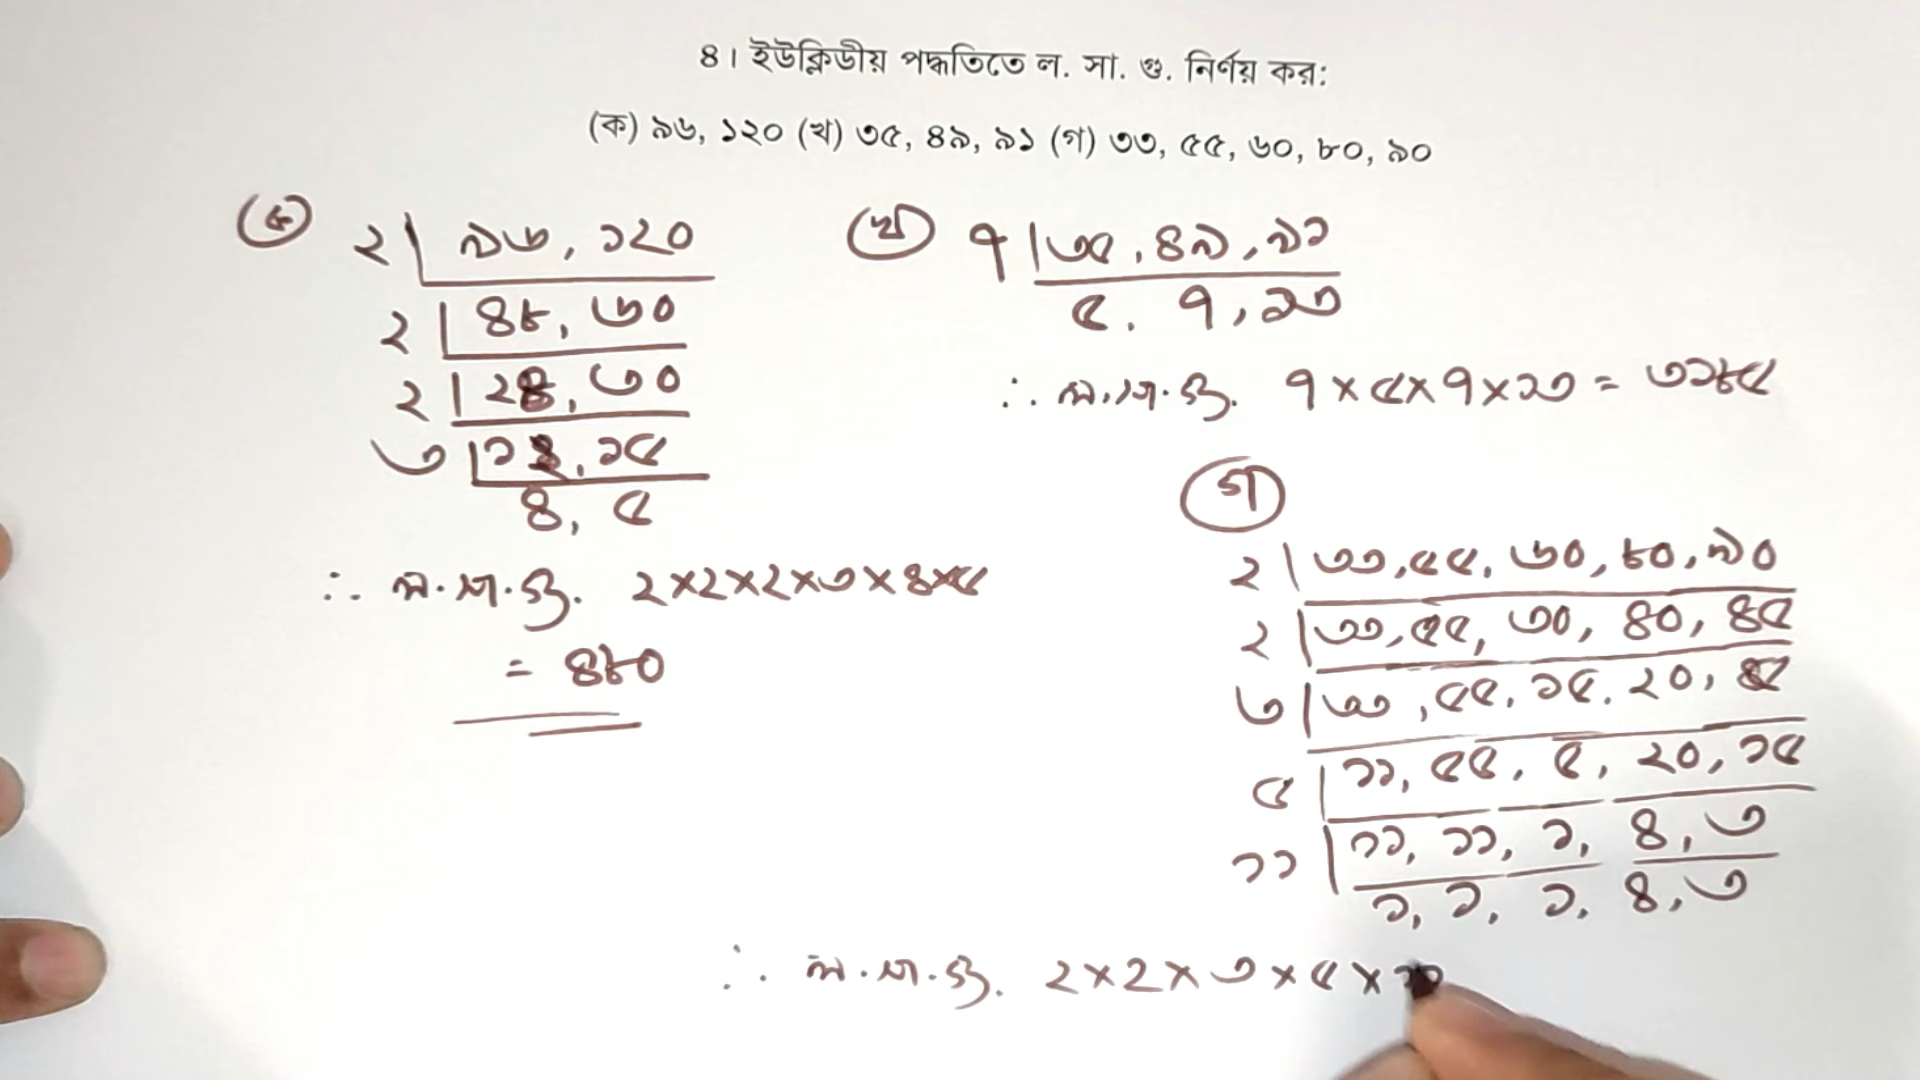 ৪। ইউক্লিডীয় পদ্ধতিতে ল. সা. গু. নির্ণয় কর:
(ক) ৯৬, ১২০ (খ) ৩৫, ৪৯, ৯১ (গ) ৩৩, ৫৫, ৬০, ৮০, ৯০
(ক)
২ | ৯৬, ১২০
২ | ৪৮, ৬০
২ | ২৪, ৩০
৩ | ১২, ১৫
৪, ৫
∴ ল.সা.গু. ২×২×২×৩×৪×৫
= ৪৮০
(খ)
৭ | ৩৫, ৪৯, ৯১
৫, ৭, ১৩
∴ ল.সা.গু. ৭×৫×৭×১৩ = ৩১৮৫
(গ)
২ | ৩৩, ৫৫, ৬০, ৮০, ৯০
২ | ৩৩, ৫৫, ৩০, ৪০, ৪৫
৩ | ৩৩, ৫৫, ১৫, ২০, ৪৫
৫ | ১১, ৫৫, ৫, ২০, ১৫
১১ | ১১, ১১, ১, ৪, ৩
১, ১, ১, ৪, ৩
∴ ল.সা.গু. ২×২×৩×৫×